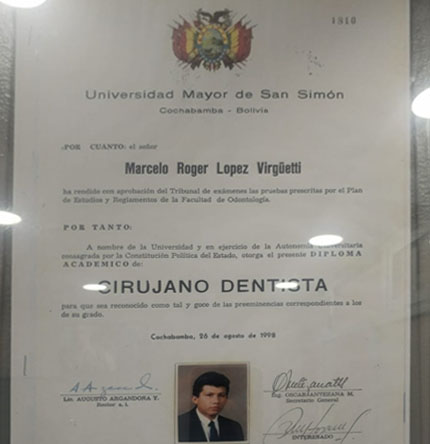 1810
Universidad Mayor de San Simón
Cochabamba - Bolivia
POR CUANTO: el señor
Marcelo Roger Lopez Virgüetti
ha rendido con aprobación del Tribunal de exámenes las pruebas prescritas por el Plan
de Estudios y Reglamentos de la Facultad de Odontología.
POR TANTO:
A nombre de la Universidad y en ejercicio de la Autonomía Universitaria
consagrada por la Constitución Política del Estado, otorga el presente DIPLOMA
ACADEMICO de:
CIRUJANO DENTISTA
para que sea reconocido como tal y goce de las preeminencias correspondientes a los
de su grado.
Cochabamba, 26 de agosto de 1998
Lic. AUGUSTO ARGANDOÑA Y.
Rector a. i.
Ing. OSCAR ANTEZANA M.
Secretario General
INTERESADO